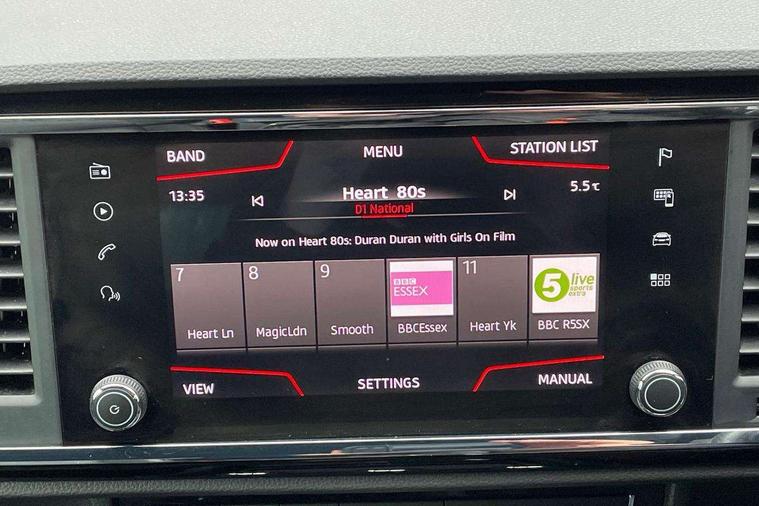 BAND MENU STATION LIST
13:35 Heart 80s 5.5°C
D1 National
Now on Heart 80s: Duran Duran with Girls On Film
7 8 9 BBC ESSEX 11 5 live sports extra
Heart Ln MagicLdn Smooth BBCEssex Heart Yk BBC R5SX
VIEW SETTINGS MANUAL